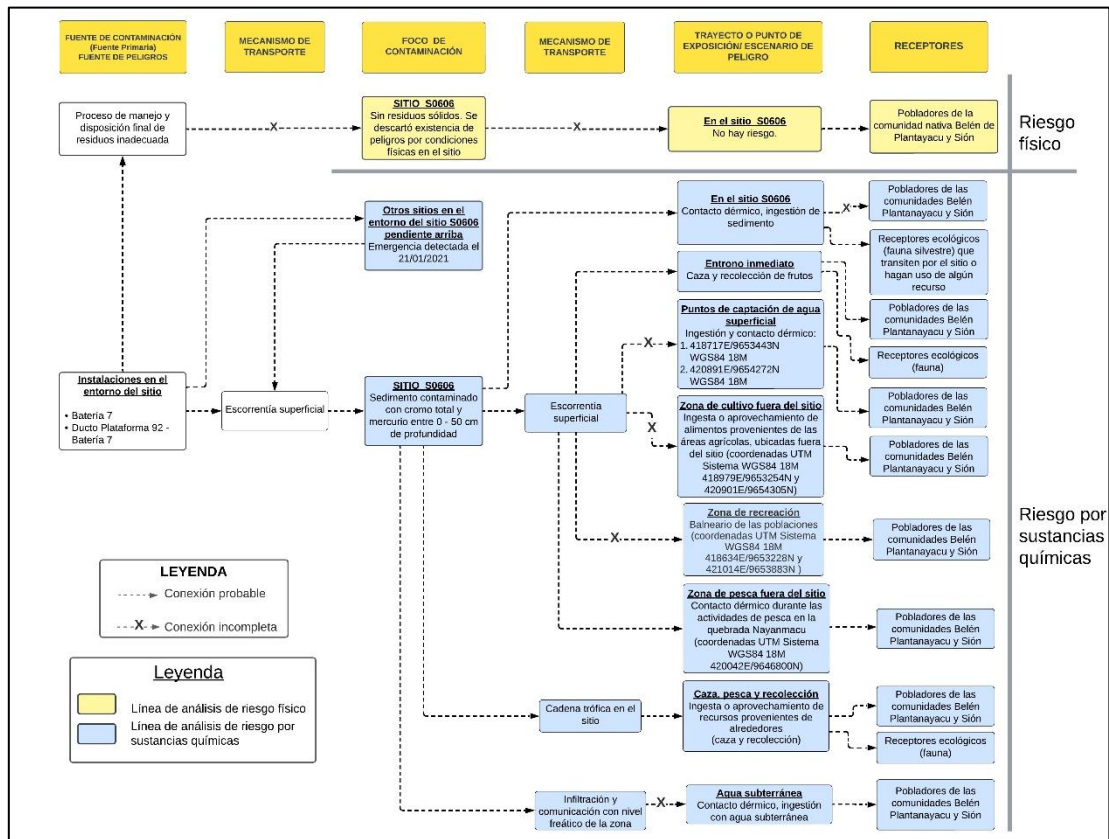 FUENTE DE CONTAMINACIÓN
(Fuente Primaria)
FUENTE DE PELIGROS
MECANISMO DE
TRANSPORTE
FOCO DE
CONTAMINACIÓN
MECANISMO DE
TRANSPORTE
TRAYECTO O PUNTO DE
EXPOSICIÓN/ ESCENARIO DE
PELIGRO
RECEPTORES
Proceso de manejo y
disposición final de
residuos inadecuada
X
SITIO S0606
Sin residuos sólidos. Se
descartó existencia de
peligros por condiciones
físicas en el sitio
X
En el sitio S0606
No hay riesgo.
Pobladores de la
comunidad nativa Belén de
Plantayacu y Sión
Riesgo
físico
Otros sitios en el
entorno del sitio S0606
pendiente arriba
Emergencia detectada el
21/01/2021
En el sitio S0606
Contacto dérmico, ingestión de
sedimento
X
Pobladores de las
comunidades Belén
Plantanayacu y Sión
Receptores ecológicos
(fauna silvestre) que
transiten por el sitio o
hagan uso de algún
recurso
Entrono inmediato
Caza y recolección de frutos
Pobladores de las
comunidades Belén
Plantanayacu y Sión
Receptores ecológicos
(fauna)
X
Puntos de captación de agua
superficial
Ingestión y contacto dérmico:
1. 418717E/9653443N
WGS84 18M
2. 420891E/9654272N
WGS84 18M
Pobladores de las
comunidades Belén
Plantanayacu y Sión
Instalaciones en el
entorno del sitio
• Batería 7
• Ducto Plataforma 92 -
Batería 7
Escorrentía superficial
SITIO S0606
Sedimento contaminado
con cromo total y
mercurio entre 0 - 50 cm
de profundidad
Escorrentía
superficial
X
Zona de cultivo fuera del sitio
Ingesta o aprovechamiento de
alimentos provenientes de las
áreas agrícolas, ubicadas fuera
del sitio (coordenadas UTM
Sistema WGS84 18M
418979E/9653254N y
420901E/9654305N)
Pobladores de las
comunidades Belén
Plantanayacu y Sión
X
Zona de recreación
Balneario de las poblaciones
(coordenadas UTM Sistema
WGS84 18M
418634E/9653228N y
421014E/9653883N )
Pobladores de las
comunidades Belén
Plantanayacu y Sión
Riesgo por
sustancias
químicas
Zona de pesca fuera del sitio
Contacto dérmico durante las
actividades de pesca en la
quebrada Nayanmacu
(coordenadas UTM Sistema
WGS84 18M
420042E/9646800N)
Pobladores de las
comunidades Belén
Plantanayacu y Sión
Cadena trófica en el
sitio
Caza, pesca y recolección
Ingesta o aprovechamiento de
recursos provenientes de
alrededores
(caza y recolección)
Pobladores de las
comunidades Belén
Plantanayacu y Sión
Receptores ecológicos
(fauna)
Infiltración y
comunicación con nivel
freático de la zona
X
Agua subterránea
Contacto dérmico, ingestión
con agua subterránea
Pobladores de las
comunidades Belén
Plantanayacu y Sión
LEYENDA
Conexión probable
X
Conexión incompleta
Leyenda
Línea de análisis de riesgo físico
Línea de análisis de riesgo por
sustancias químicas